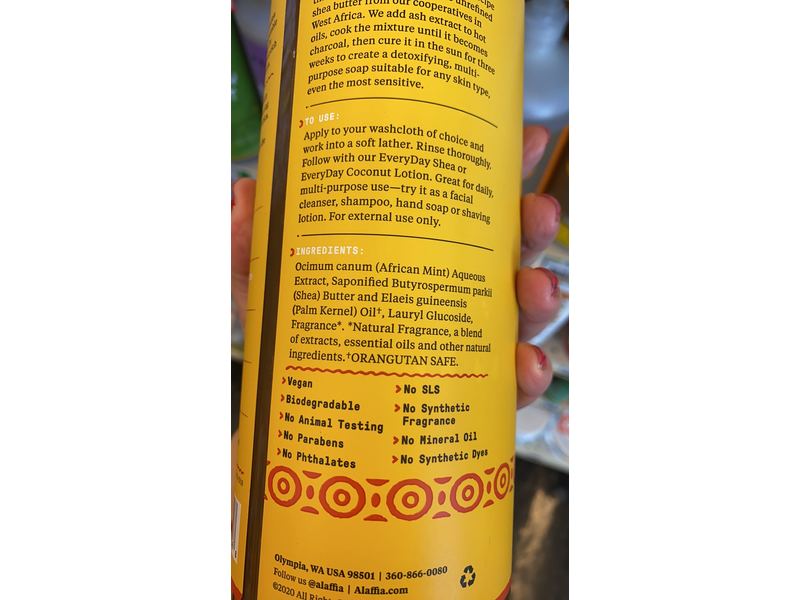 shea butter from our cooperatives in
West Africa. We add ash extract to hot
oils, cook the mixture until it becomes
charcoal, then cure it in the sun for three
weeks to create a detoxifying, multi-
purpose soap suitable for any skin type,
even the most sensitive.
TO USE:
Apply to your washcloth of choice and
work into a soft lather. Rinse thoroughly.
Follow with our EveryDay Shea or
EveryDay Coconut Lotion. Great for daily,
multi-purpose use—try it as a facial
cleanser, shampoo, hand soap or shaving
lotion. For external use only.
INGREDIENTS:
Ocimum canum (African Mint) Aqueous
Extract, Saponified Butyrospermum parkii
(Shea) Butter and Elaeis guineensis
(Palm Kernel) Oil†, Lauryl Glucoside,
Fragrance*. *Natural Fragrance, a blend
of extracts, essential oils and other natural
ingredients.†ORANGUTAN SAFE.
Vegan
Biodegradable
No Animal Testing
No Parabens
No Phthalates
No SLS
No Synthetic
Fragrance
No Mineral Oil
No Synthetic Dyes
Olympia, WA USA 98501 | 360-866-0080
Follow us @alaffia | Alaffia.com
©2020 All